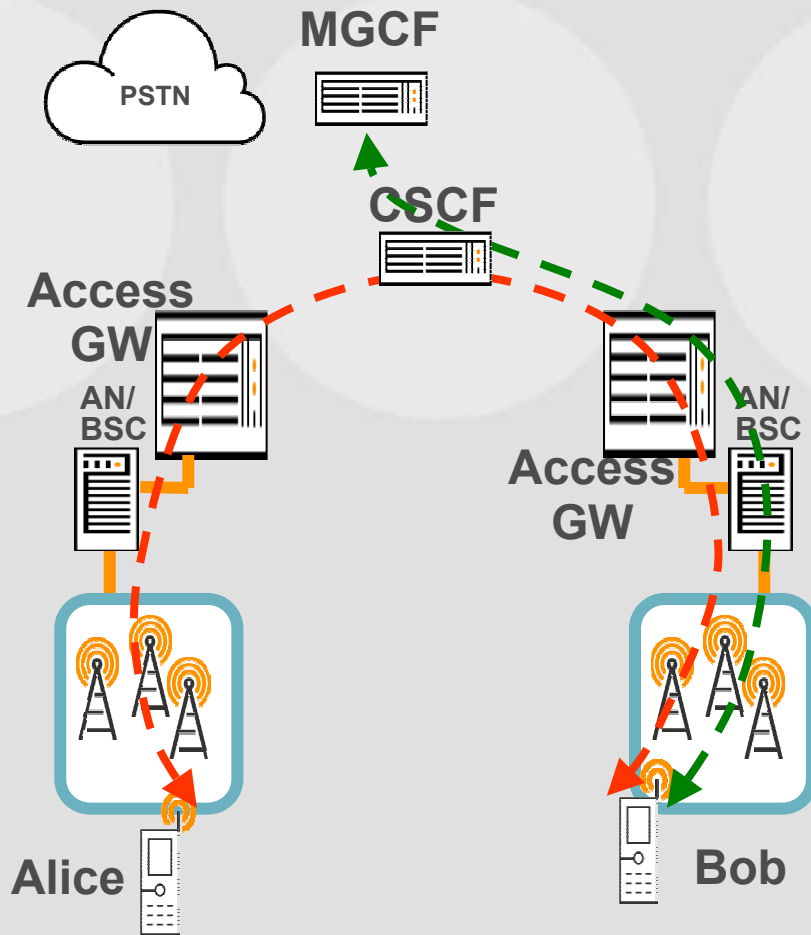 MGCF
PSTN
CSCF
Access
GW
AN/
BSC
AN/
BSC
Access
GW
Alice
Bob